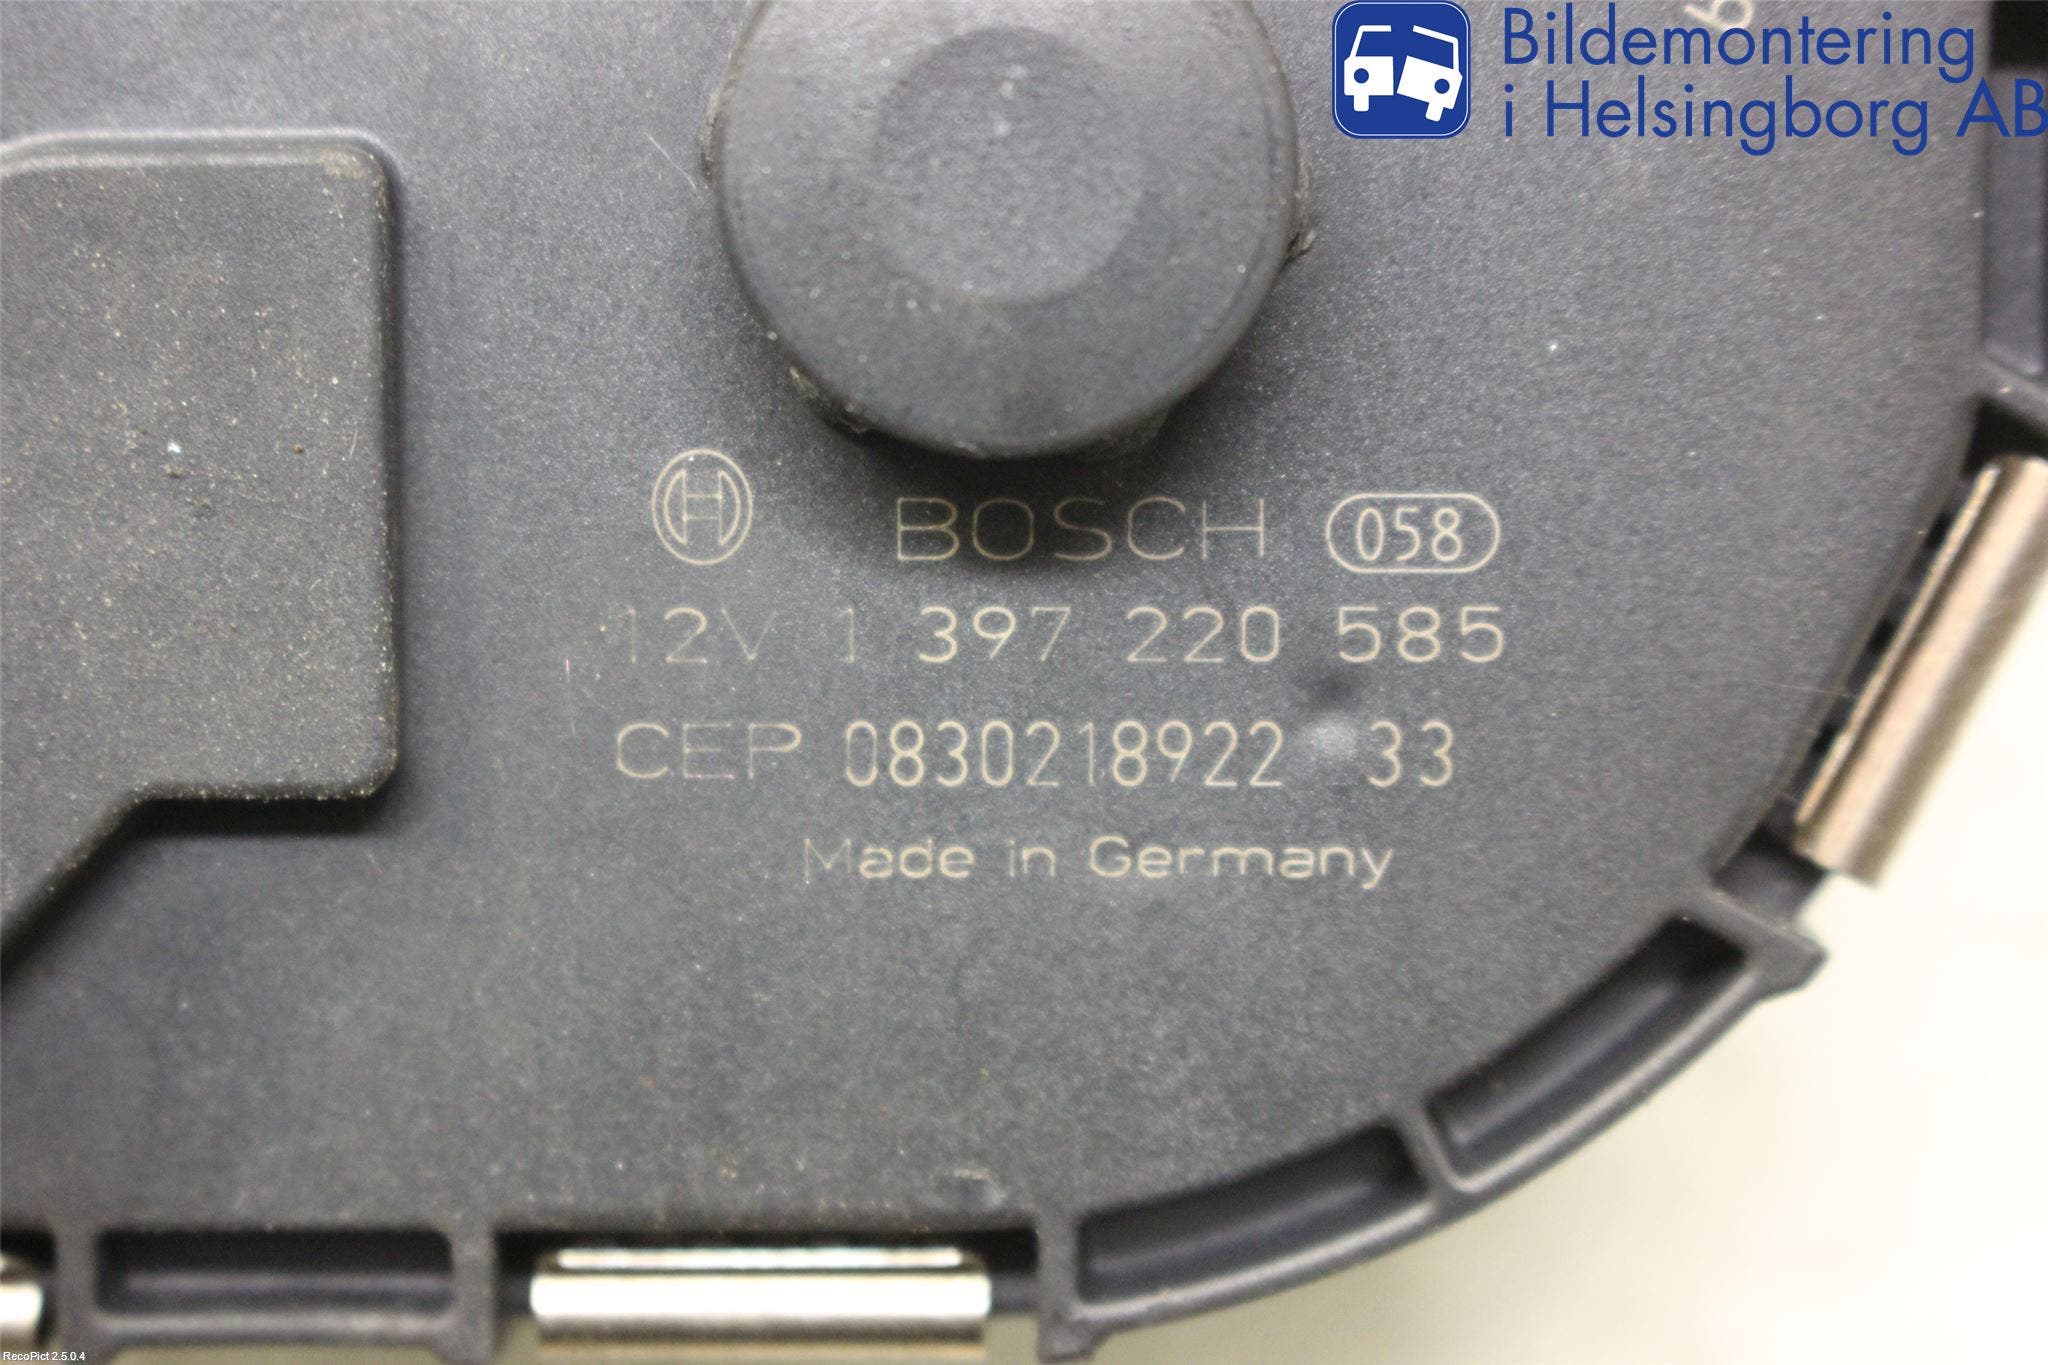 Bildemontering
i Helsingborg AB
BOSCH 058
12V 1 397 220 585
CEP 0830218922 33
Made in Germany
RecoPict 2.5.0.4